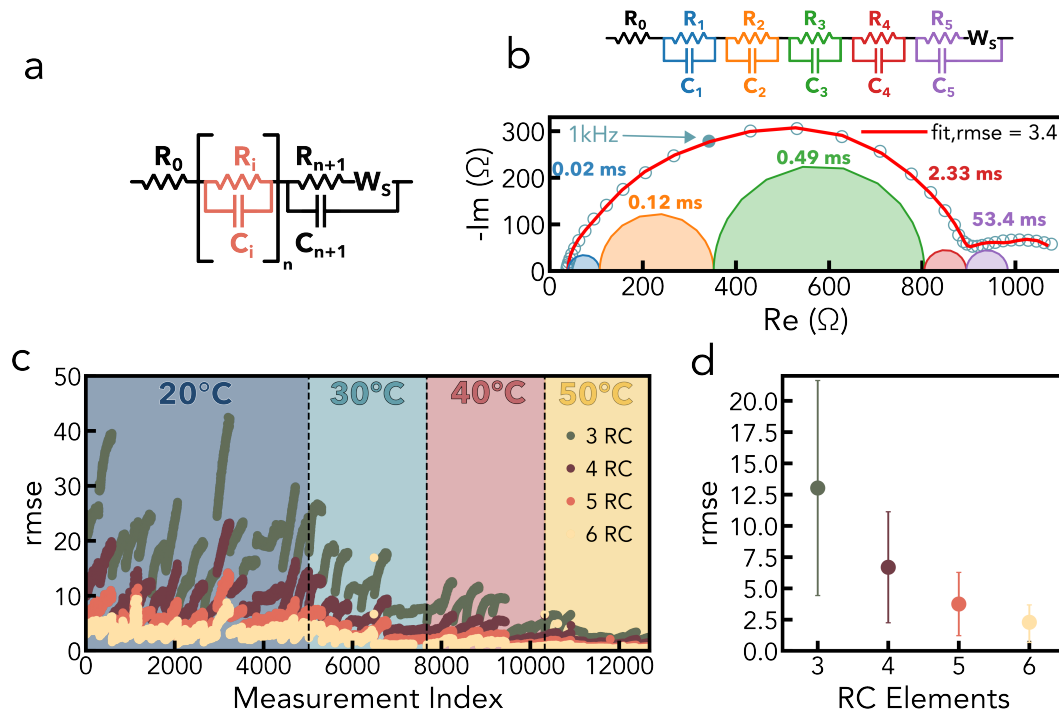 a
R0
Ri
Rn+1
Ws
Ci
Cn+1
n
b
R0 R1 R2 R3 R4 R5 Ws
C1 C2 C3 C4 C5
-Im (Ω)
300
200
100
0
1kHz
fit,rmse = 3.4
0.02 ms
0.12 ms
0.49 ms
2.33 ms
53.4 ms
0 200 400 600 800 1000
Re (Ω)
c
rmse
50
40
30
20
10
0
20°C 30°C 40°C 50°C
3 RC
4 RC
5 RC
6 RC
0 2000 4000 6000 8000 10000 12000
Measurement Index
d
rmse
20.0
17.5
15.0
12.5
10.0
7.5
5.0
2.5
0.0
3 4 5 6
RC Elements